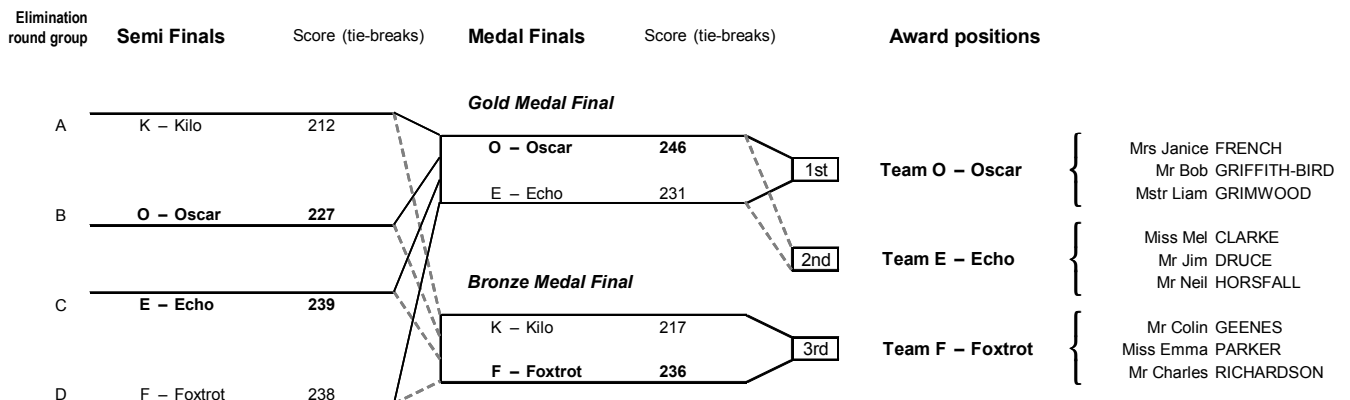 Elimination
round group Semi Finals Score (tie-breaks) Medal Finals Score (tie-breaks) Award positions
Gold Medal Final
A K – Kilo 212
O – Oscar 246
E – Echo 231
1st
Team O – Oscar
Mrs Janice FRENCH
Mr Bob GRIFFITH-BIRD
Mstr Liam GRIMWOOD
B O – Oscar 227
2nd
Team E – Echo
Miss Mel CLARKE
Mr Jim DRUCE
Mr Neil HORSFALL
Bronze Medal Final
C E – Echo 239
K – Kilo 217
F – Foxtrot 236
3rd
Team F – Foxtrot
Mr Colin GEENES
Miss Emma PARKER
Mr Charles RICHARDSON
D F – Foxtrot 238